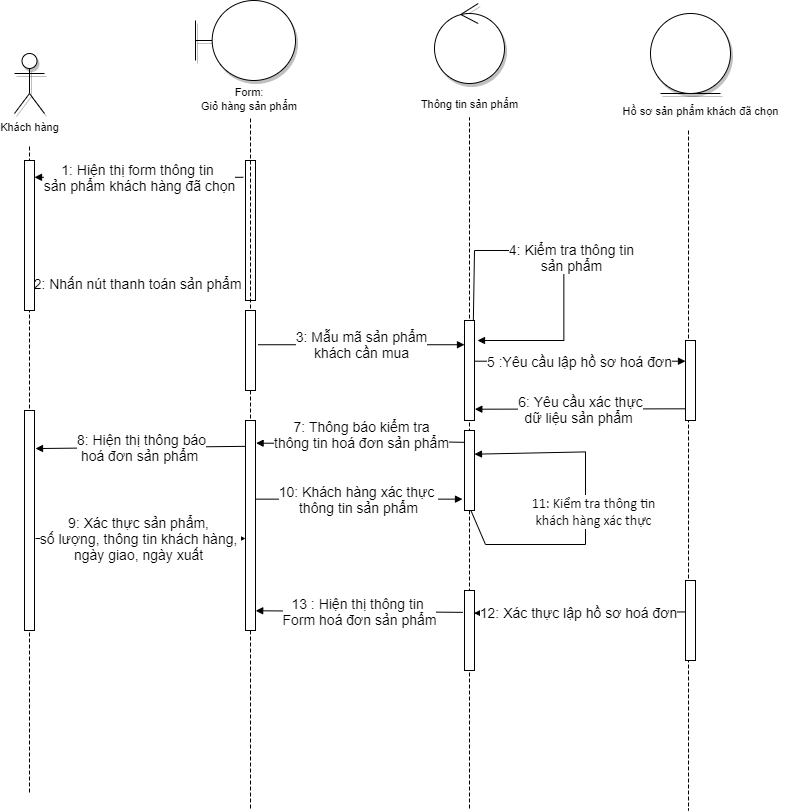 Khách hàng
Form:
Giỏ hàng sản phẩm
Thông tin sản phẩm
Hồ sơ sản phẩm khách đã chọn
1: Hiện thị form thông tin
sản phẩm khách hàng đã chọn
2: Nhấn nút thanh toán sản phẩm
3: Mẫu mã sản phẩm
khách cần mua
4: Kiểm tra thông tin
sản phẩm
5 :Yêu cầu lập hồ sơ hoá đơn
6: Yêu cầu xác thực
dữ liệu sản phẩm
7: Thông báo kiểm tra
thông tin hoá đơn sản phẩm
8: Hiện thị thông báo
hoá đơn sản phẩm
9: Xác thực sản phẩm,
số lượng, thông tin khách hàng,
ngày giao, ngày xuất
10: Khách hàng xác thực
thông tin sản phẩm
11: Kiểm tra thông tin
khách hàng xác thực
12: Xác thực lập hồ sơ hoá đơn
13 : Hiện thị thông tin
Form hoá đơn sản phẩm